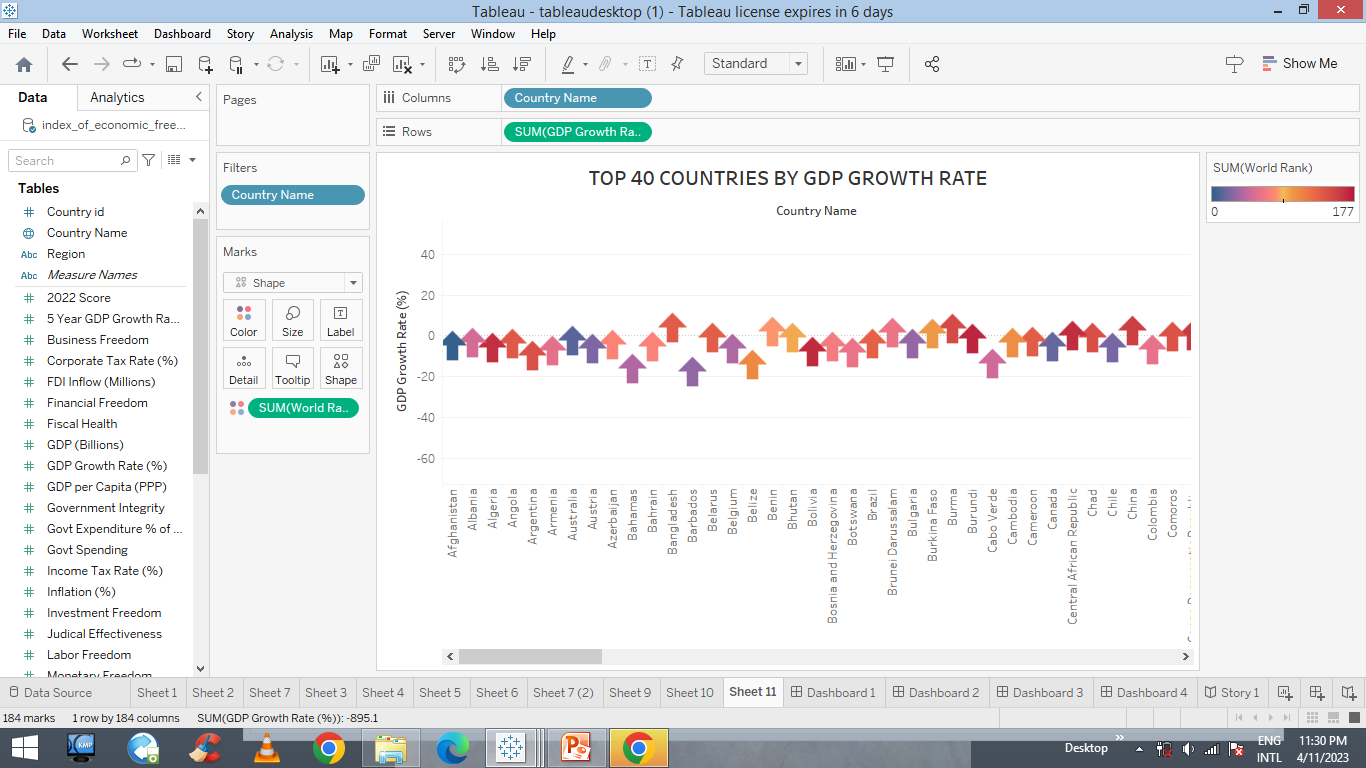 Tableau - tableaudesktop (1) - Tableau license expires in 6 days
File Data Worksheet Dashboard Story Analysis Map Format Server Window Help
Standard
Show Me
Data Analytics
index_of_economic_free...
Search
Tables
Country id
Country Name
Abc Region
Abc Measure Names
2022 Score
5 Year GDP Growth Ra...
Business Freedom
Corporate Tax Rate (%)
FDI Inflow (Millions)
Financial Freedom
Fiscal Health
GDP (Billions)
GDP Growth Rate (%)
GDP per Capita (PPP)
Government Integrity
Govt Expenditure % of ...
Govt Spending
Income Tax Rate (%)
Inflation (%)
Investment Freedom
Judical Effectiveness
Labor Freedom
Monetary Freedom
Pages
Filters
Country Name
Marks
Shape
Color Size Label
Detail Tooltip Shape
SUM(World Ra..
Columns Country Name
Rows SUM(GDP Growth Ra..
TOP 40 COUNTRIES BY GDP GROWTH RATE
Country Name
GDP Growth Rate (%)
40
20
0
-20
-40
-60
Afghanistan
Albania
Algeria
Angola
Argentina
Armenia
Australia
Austria
Azerbaijan
Bahamas
Bahrain
Bangladesh
Barbados
Belarus
Belgium
Belize
Benin
Bhutan
Bolivia
Bosnia and Herzegovina
Botswana
Brazil
Brunei Darussalam
Bulgaria
Burkina Faso
Burma
Burundi
Cabo Verde
Cambodia
Cameroon
Canada
Central African Republic
Chad
Chile
China
Colombia
Comoros
SUM(World Rank)
0 177
Data Source Sheet 1 Sheet 2 Sheet 7 Sheet 3 Sheet 4 Sheet 5 Sheet 6 Sheet 7 (2) Sheet 9 Sheet 10 Sheet 11 Dashboard 1 Dashboard 2 Dashboard 3 Dashboard 4 Story 1
184 marks 1 row by 184 columns SUM(GDP Growth Rate (%)): -895.1
KMP
Desktop
ENG
INTL
11:30 PM
4/11/2023